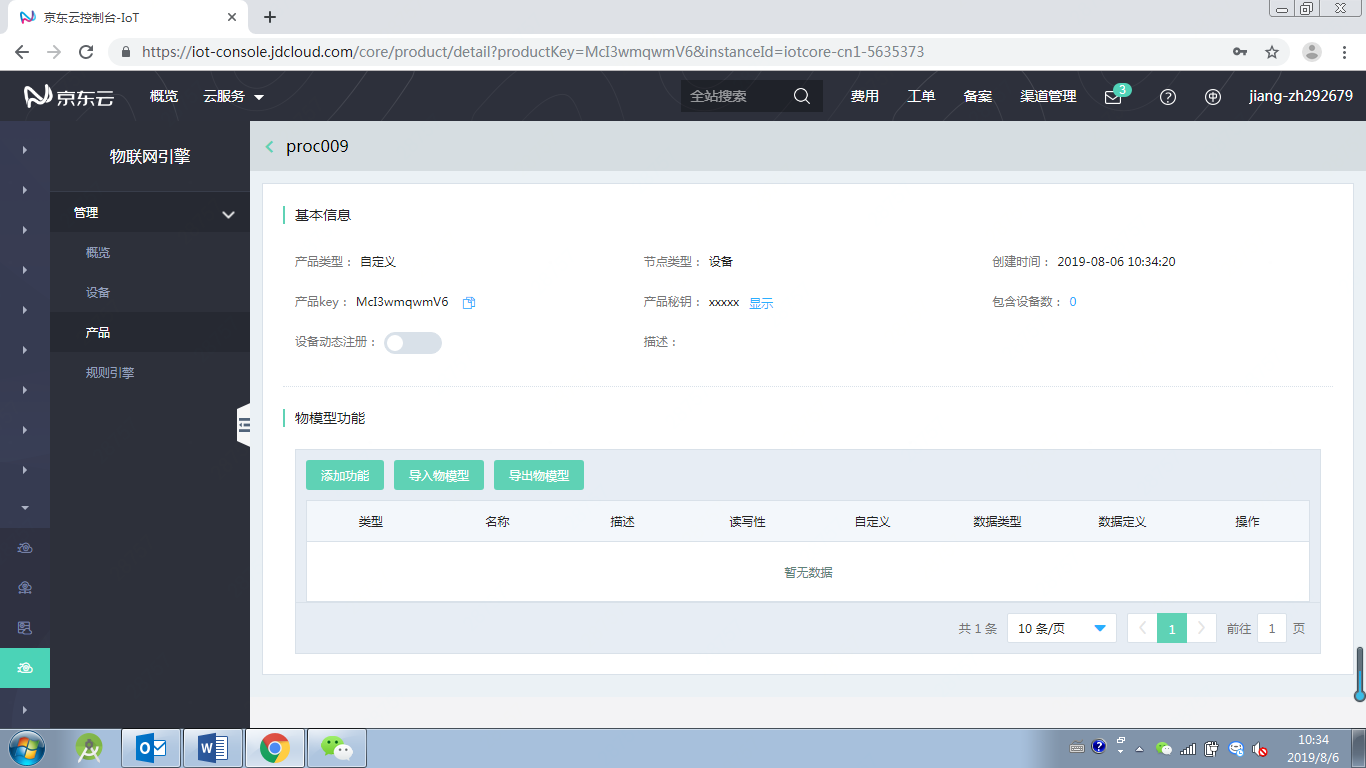 京东云控制台-IoT
https://iot-console.jdcloud.com/core/product/detail?productKey=McI3wmqwmV6&instanceId=iotcore-cn1-5635373
京东云 概览 云服务 全站搜索 费用 工单 备案 渠道管理 3 jiang-zh292679
物联网引擎
管理
概览
设备
产品
规则引擎
proc009
基本信息
产品类型： 自定义 节点类型： 设备 创建时间： 2019-08-06 10:34:20
产品key： McI3wmqwmV6 产品秘钥： xxxxx 显示 包含设备数： 0
设备动态注册： 描述：
物模型功能
添加功能 导入物模型 导出物模型
类型 名称 描述 读写性 自定义 数据类型 数据定义 操作
暂无数据
共 1 条 10 条/页 1 前往 1 页
10:34
2019/8/6